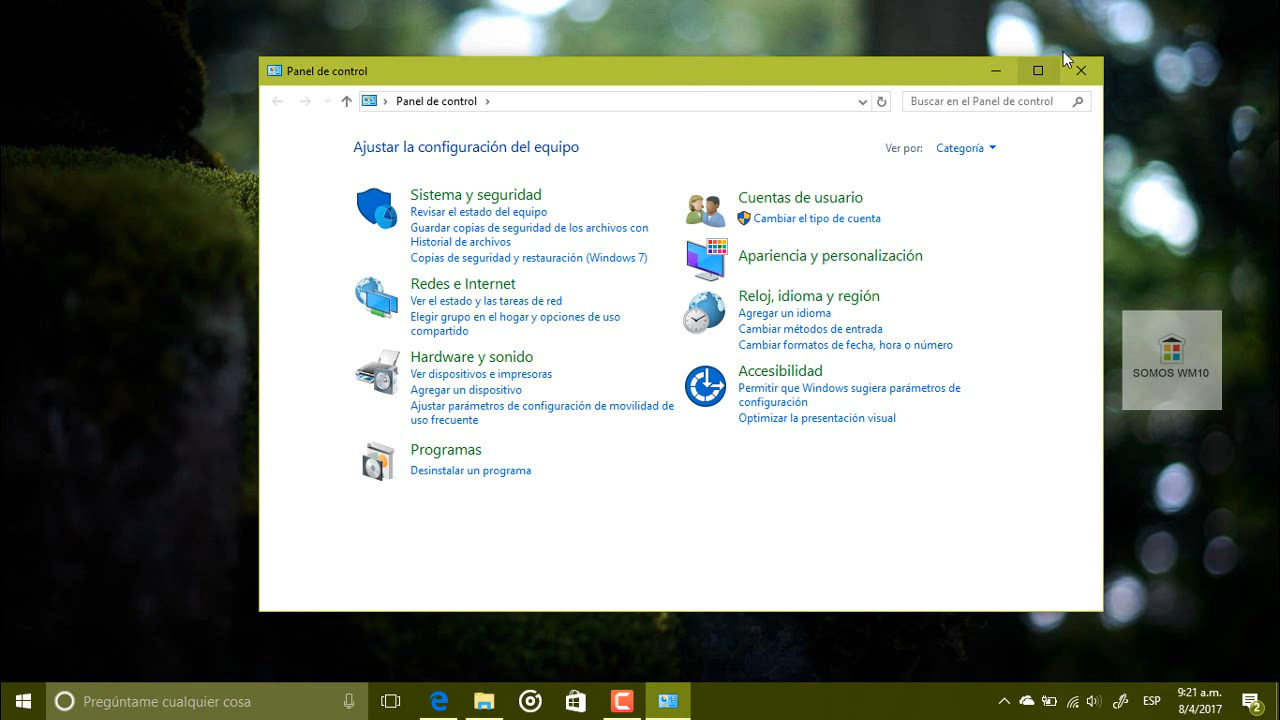 Panel de control
Panel de control
Buscar en el Panel de control
Ajustar la configuración del equipo
Ver por: Categoría
Sistema y seguridad
Revisar el estado del equipo
Guardar copias de seguridad de los archivos con
Historial de archivos
Copias de seguridad y restauración (Windows 7)
Redes e Internet
Ver el estado y las tareas de red
Elegir grupo en el hogar y opciones de uso
compartido
Hardware y sonido
Ver dispositivos e impresoras
Agregar un dispositivo
Ajustar parámetros de configuración de movilidad de
uso frecuente
Programas
Desinstalar un programa
Cuentas de usuario
Cambiar el tipo de cuenta
Apariencia y personalización
Reloj, idioma y región
Agregar un idioma
Cambiar métodos de entrada
Cambiar formatos de fecha, hora o número
Accesibilidad
Permitir que Windows sugiera parámetros de
configuración
Optimizar la presentación visual
SOMOS WM10
Pregúntame cualquier cosa
ESP
9:21 a.m.
8/4/2017
2